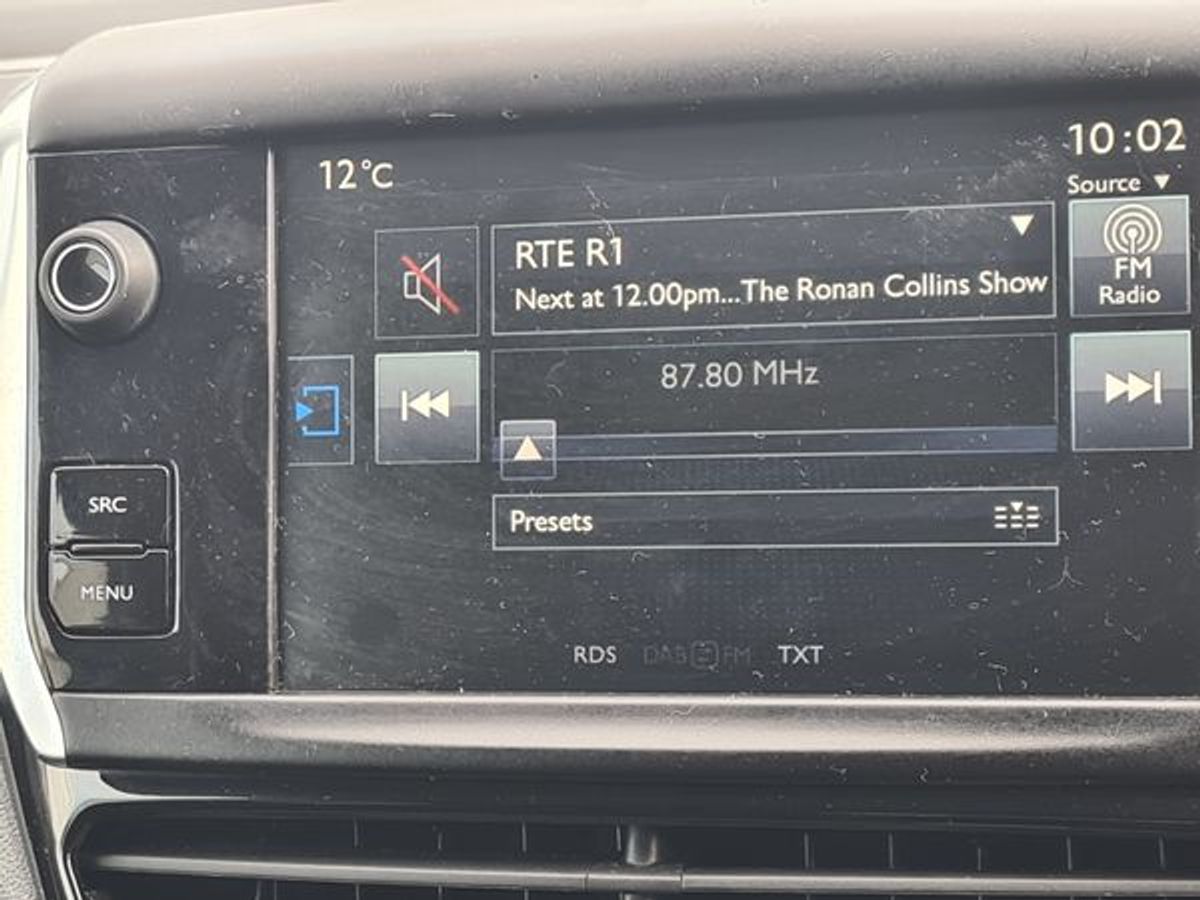 12°C
10:02
Source
RTE R1
Next at 12.00pm...The Ronan Collins Show
FM
Radio
87.80 MHz
SRC
Presets
MENU
RDS
DAB
FM
TXT